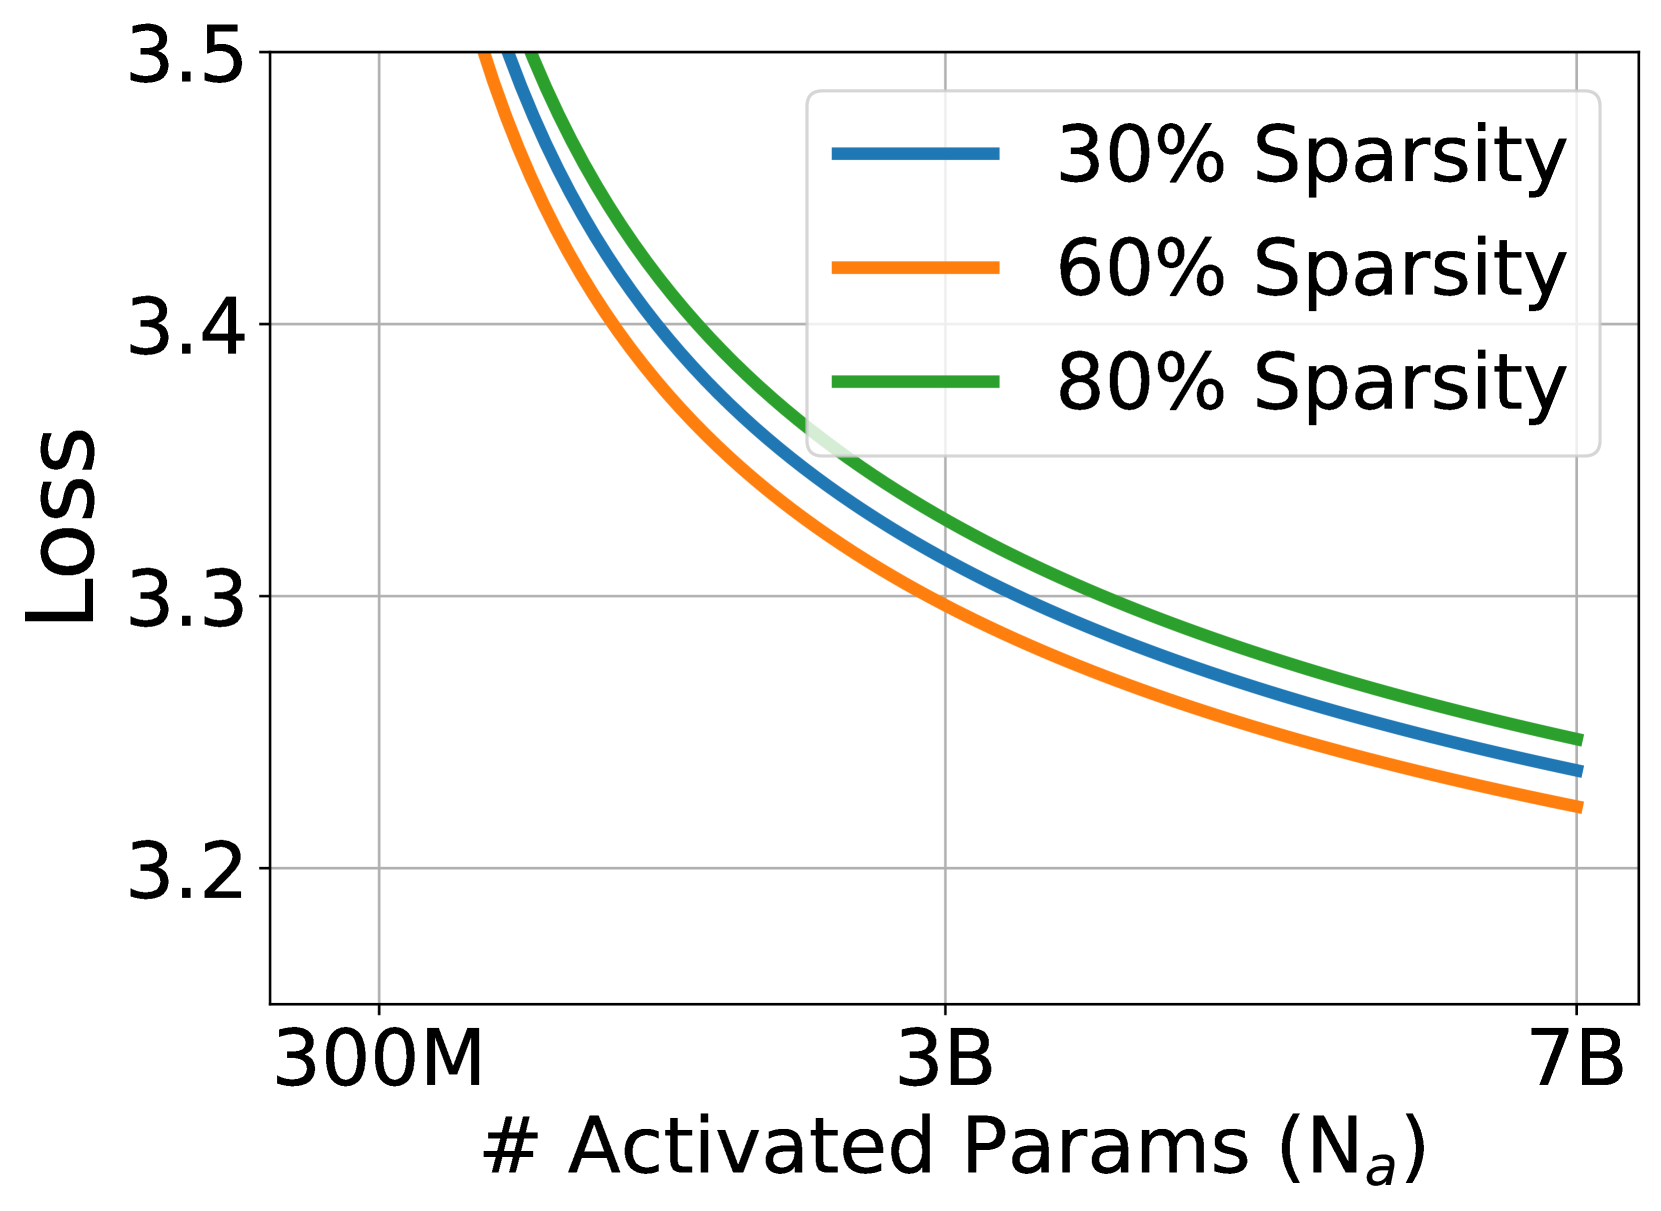 3.5
3.4
3.3
3.2
Loss
30% Sparsity
60% Sparsity
80% Sparsity
300M
3B
7B
# Activated Params (Nₐ)